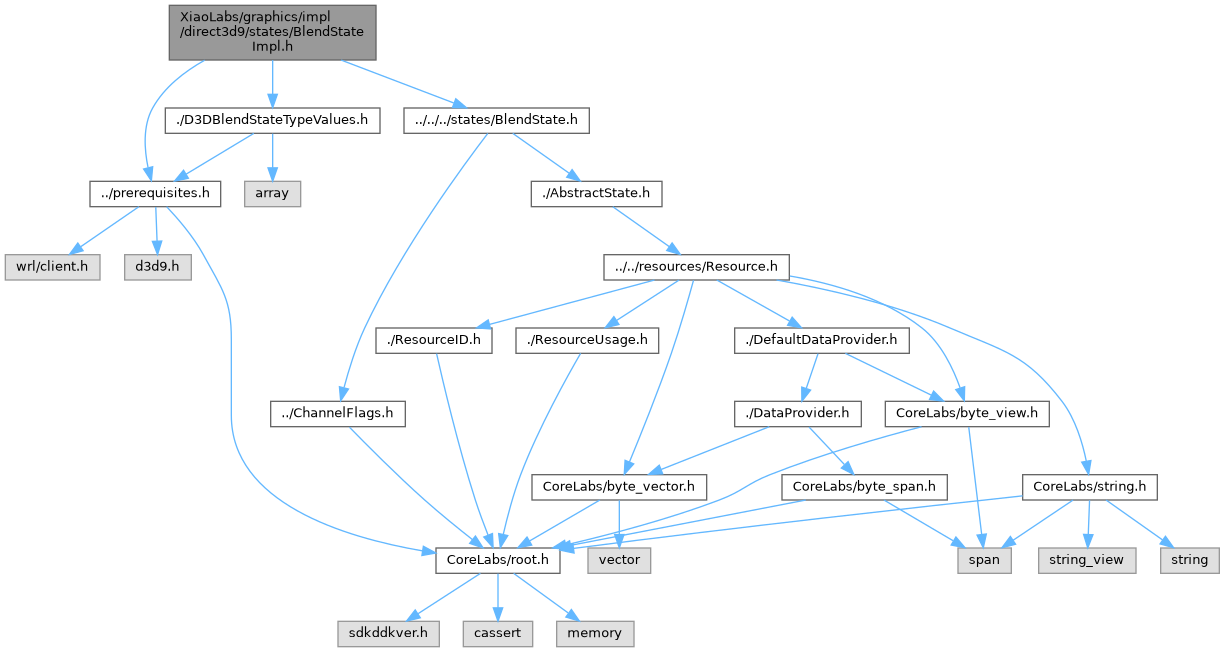 XiaoLabs/graphics/impl
/direct3d9/states/BlendState
Impl.h
./D3DBlendStateTypeValues.h
../../../states/BlendState.h
../prerequisites.h
array
./AbstractState.h
wrl/client.h
d3d9.h
../../resources/Resource.h
./ResourceID.h
./ResourceUsage.h
./DefaultDataProvider.h
../ChannelFlags.h
./DataProvider.h
CoreLabs/byte_view.h
CoreLabs/byte_vector.h
CoreLabs/byte_span.h
CoreLabs/string.h
CoreLabs/root.h
vector
span
string_view
string
sdkddkver.h
cassert
memory